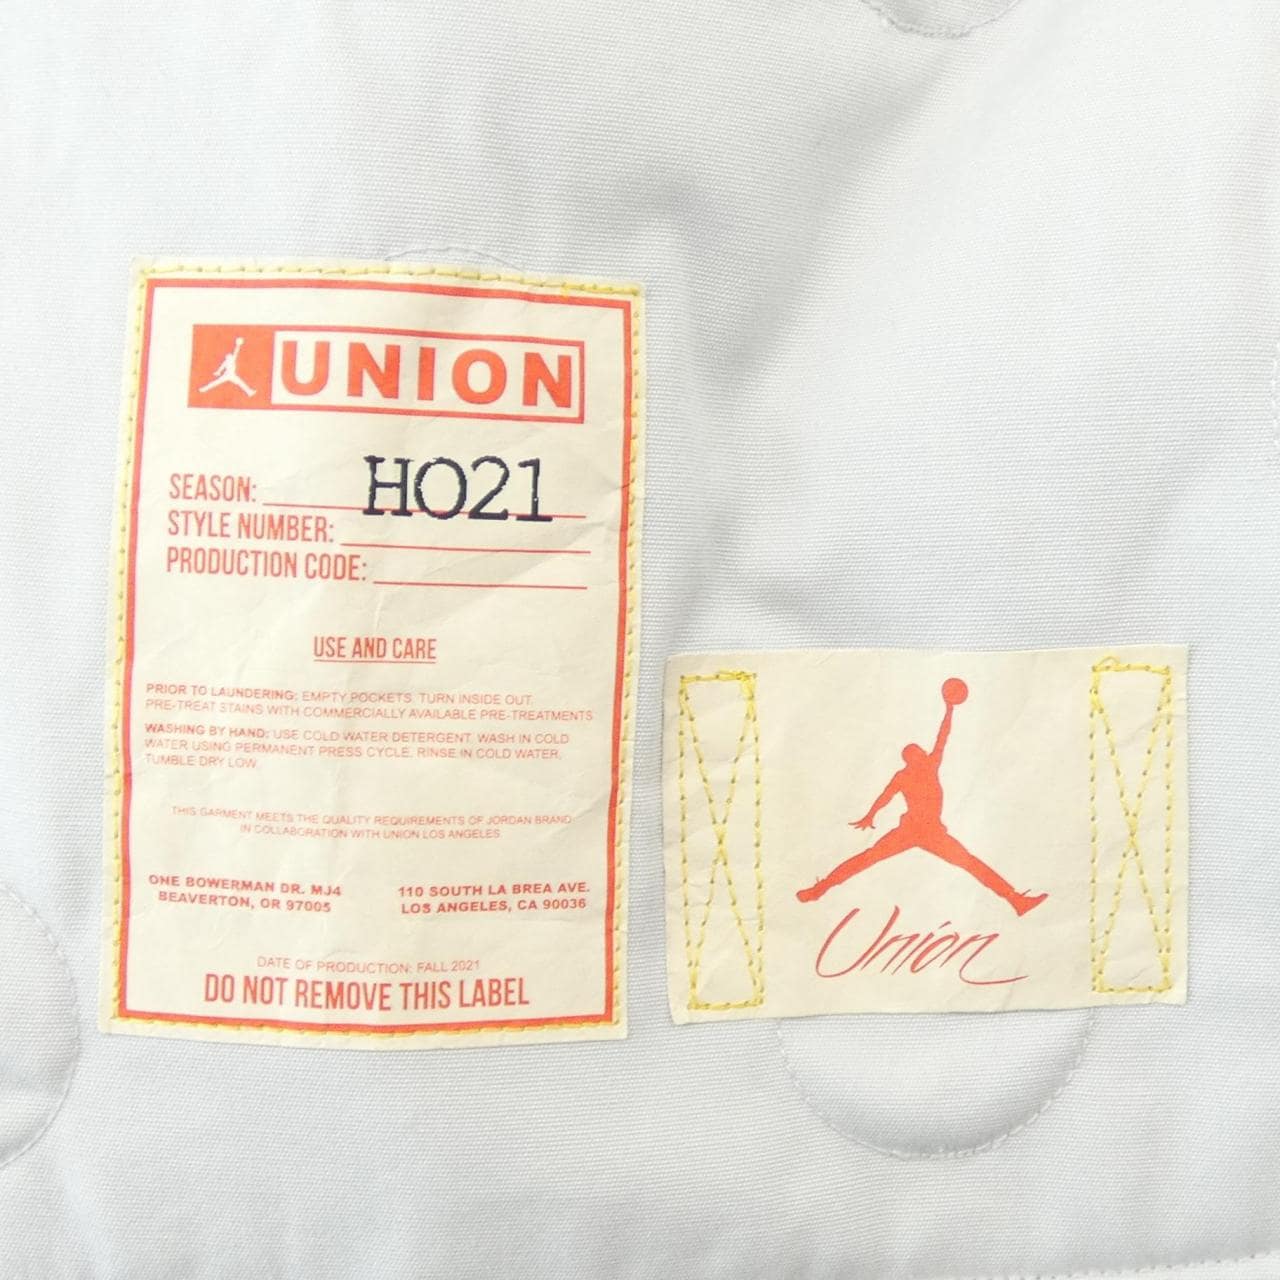 UNION
SEASON: HO21
STYLE NUMBER:
PRODUCTION CODE:
USE AND CARE
PRIOR TO LAUNDERING: EMPTY POCKETS. TURN INSIDE OUT.
PRE-TREAT STAINS WITH COMMERCIALLY AVAILABLE PRE-TREATMENTS
WASHING BY HAND: USE COLD WATER DETERGENT. WASH IN COLD
WATER USING PERMANENT PRESS CYCLE. RINSE IN COLD WATER.
TUMBLE DRY LOW.
THIS GARMENT MEETS THE QUALITY REQUIREMENTS OF JORDAN BRAND
IN COLLABORATION WITH UNION LOS ANGELES.
ONE BOWERMAN DR. MJ4
BEAVERTON, OR 97005
110 SOUTH LA BREA AVE.
LOS ANGELES, CA 90036
DATE OF PRODUCTION: FALL 2021
DO NOT REMOVE THIS LABEL
Union